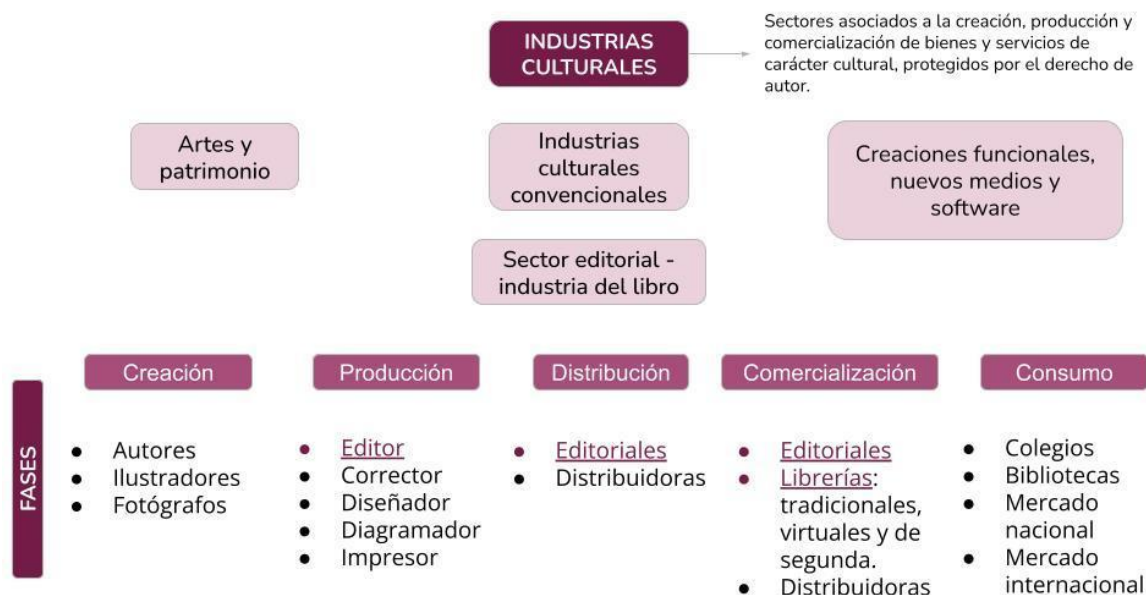 INDUSTRIAS
CULTURALES
Sectores asociados a la creación, producción y
comercialización de bienes y servicios de
carácter cultural, protegidos por el derecho de
autor.
Artes y
patrimonio
Industrias
culturales
convencionales
Creaciones funcionales,
nuevos medios y
software
Sector editorial -
industria del libro
FASES
Creación
● Autores
● Ilustradores
● Fotógrafos
Producción
● Editor
● Corrector
● Diseñador
● Diagramador
● Impresor
Distribución
● Editoriales
● Distribuidoras
Comercialización
● Editoriales
● Librerías:
tradicionales,
virtuales y de
segunda.
● Distribuidoras
Consumo
● Colegios
● Bibliotecas
● Mercado
nacional
● Mercado
internacional